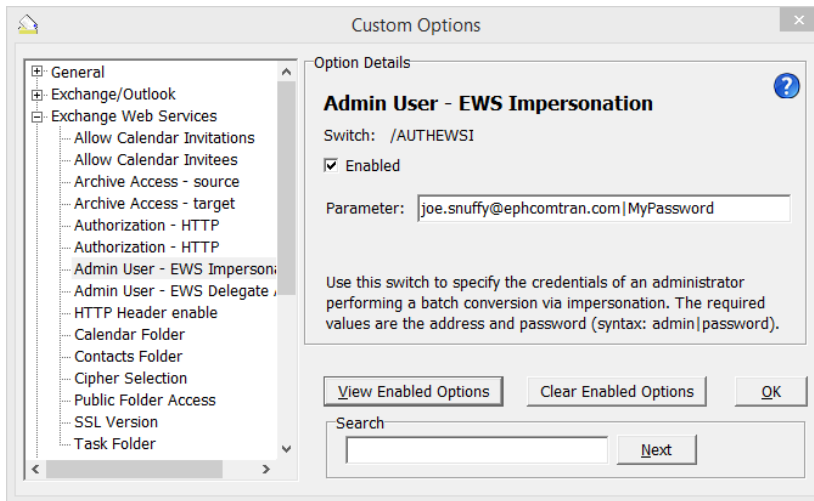 Custom Options
General
Exchange/Outlook
Exchange Web Services
Allow Calendar Invitations
Allow Calendar Invitees
Archive Access - source
Archive Access - target
Authorization - HTTP
Authorization - HTTP
Admin User - EWS Imperson
Admin User - EWS Delegate
HTTP Header enable
Calendar Folder
Contacts Folder
Cipher Selection
Public Folder Access
SSL Version
Task Folder
Option Details
?
Admin User - EWS Impersonation
Switch: /AUTHEWSI
Enabled
Parameter: joe.snuffy@ephcomtran.com|MyPassword
Use this switch to specify the credentials of an administrator
performing a batch conversion via impersonation. The required
values are the address and password (syntax: admin|password).
View Enabled Options Clear Enabled Options OK
Search
Next